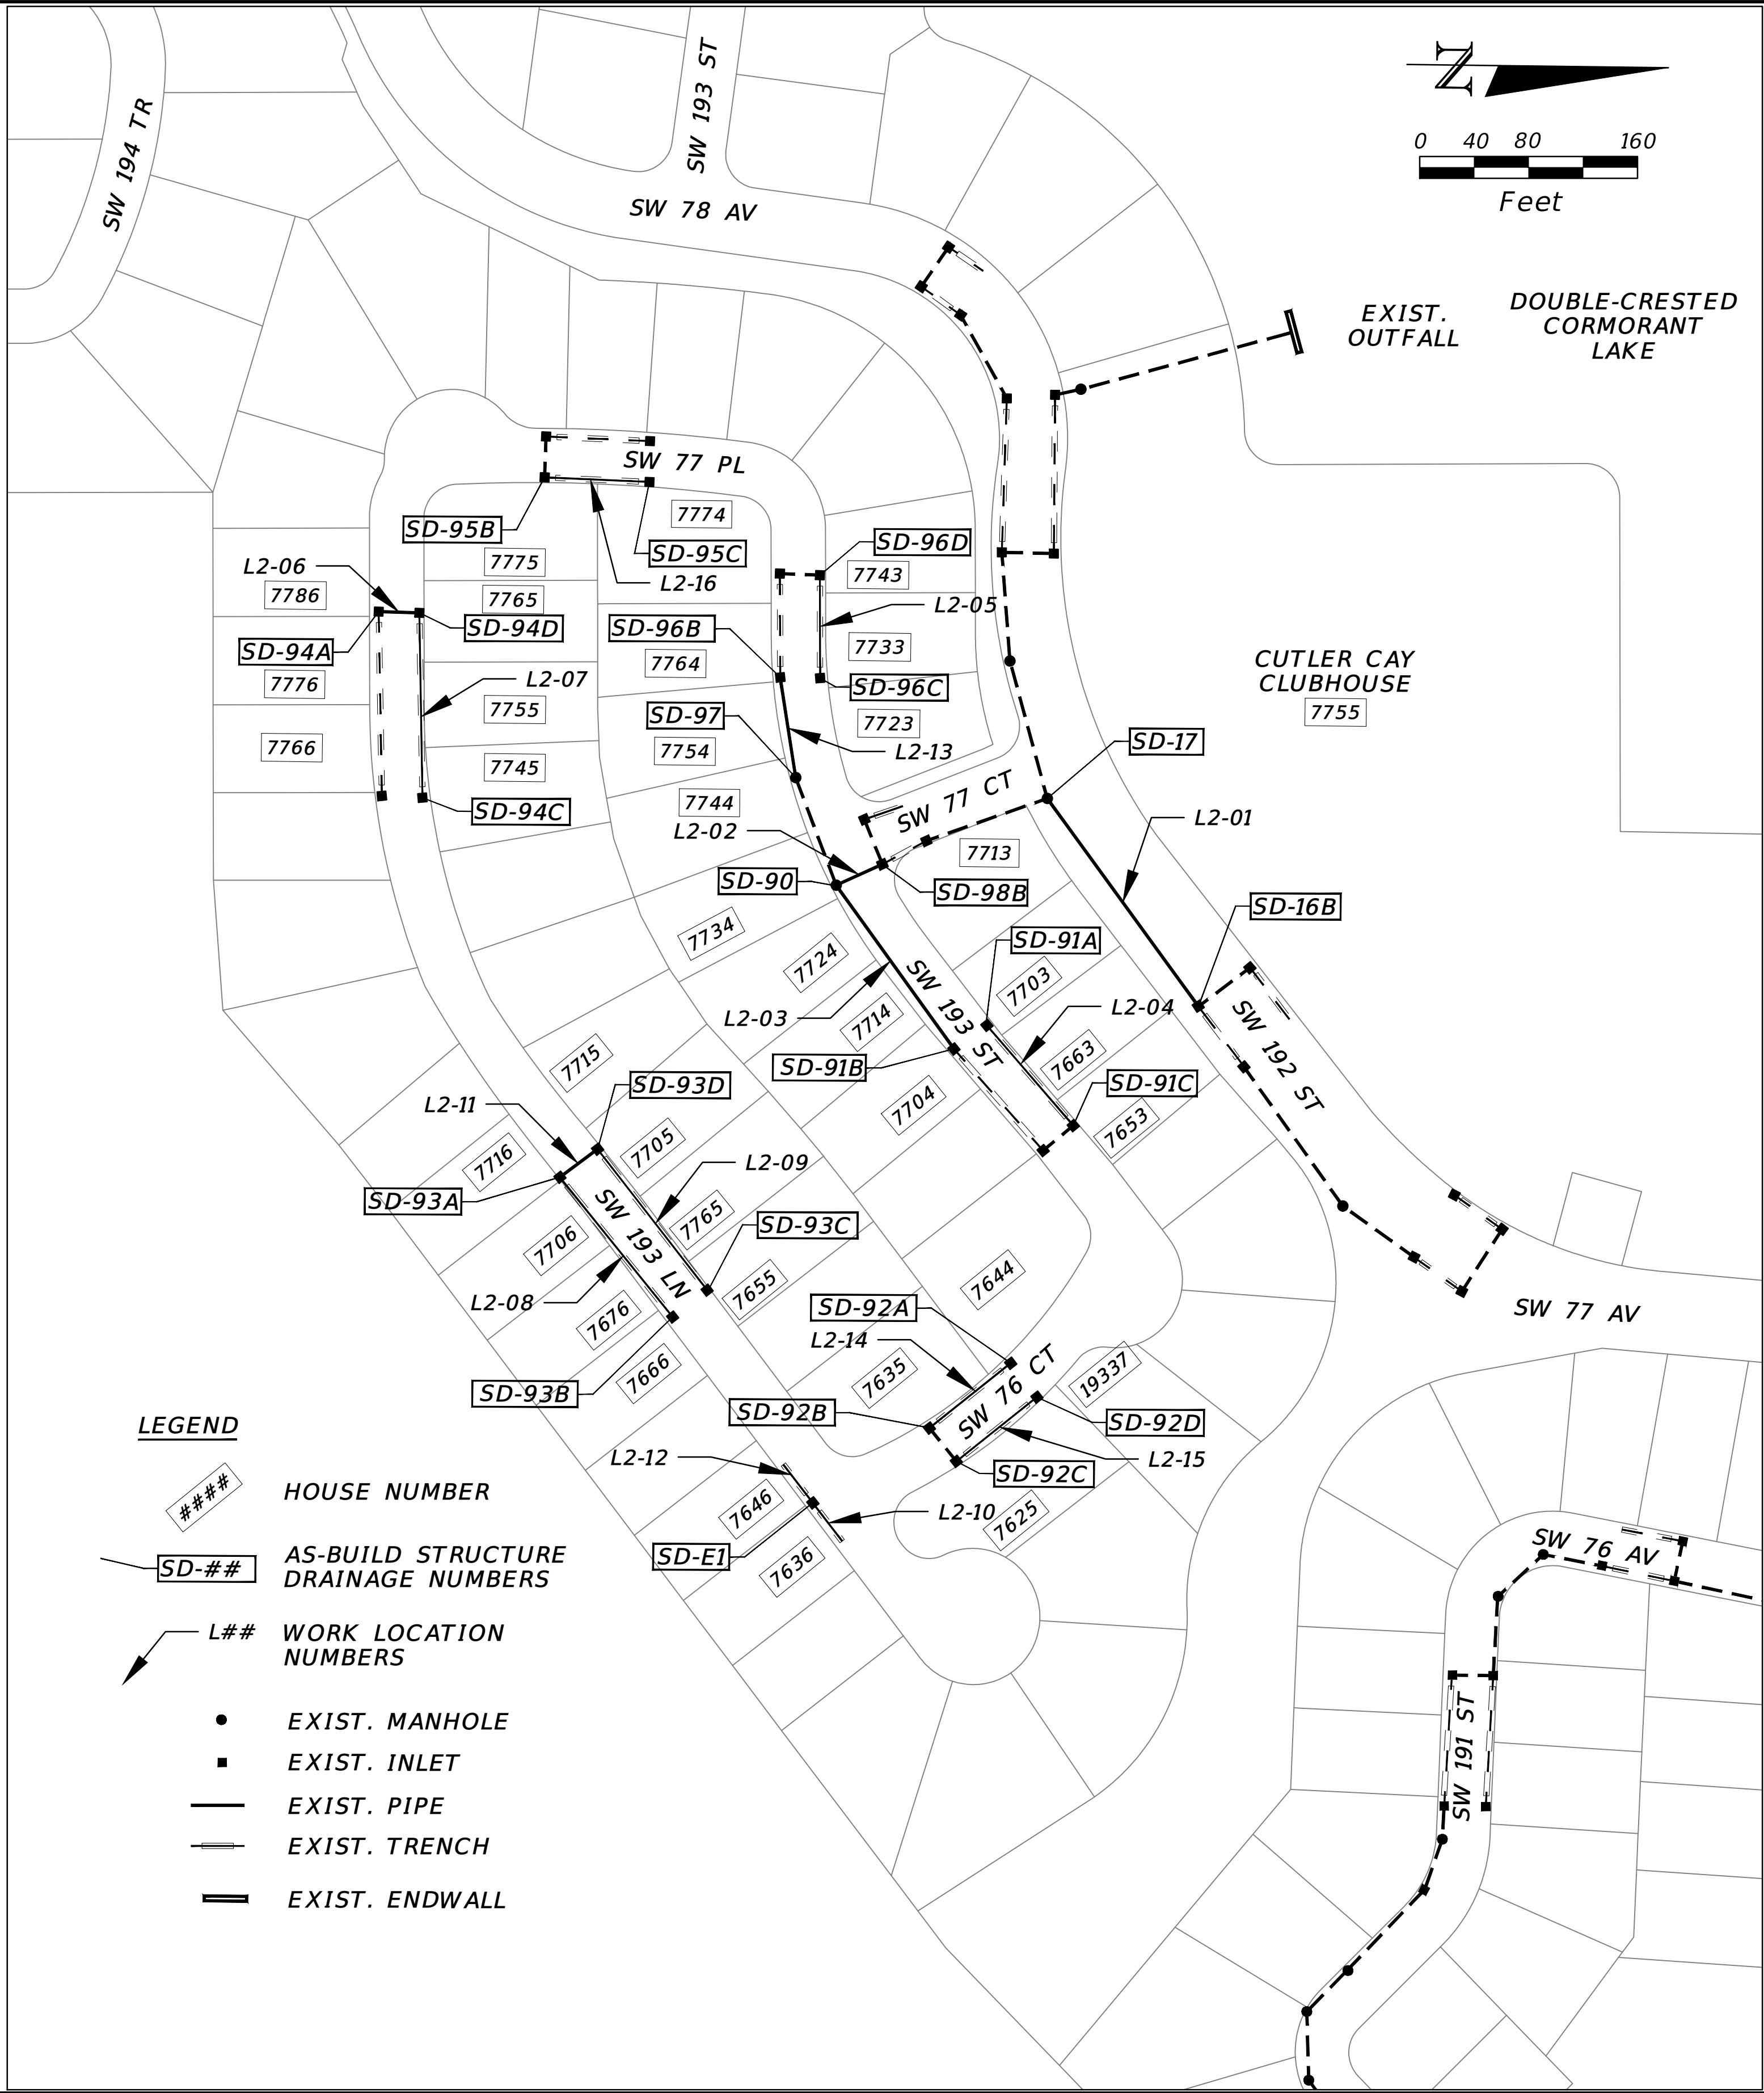 N
0 40 80 160
Feet
SW 194 TR
SW 193 ST
SW 78 AV
EXIST.
OUTFALL
DOUBLE-CRESTED
CORMORANT
LAKE
SW 77 PL
7774
SD-95B
SD-95C
SD-96D
7775
L2-06
L2-16
7743
7786
7765
L2-05
SD-94D
SD-96B
SD-94A
7733
7764
CUTLER CAY
CLUBHOUSE
7755
7776
L2-07
SD-96C
7755
SD-97
7723
SD-17
7766
7754
L2-13
7745
SW 77 CT
7744
SD-94C
L2-01
L2-02
7713
SD-90
SD-98B
SD-16B
7734
SD-91A
7724
7703
SW 193 ST
L2-03
7714
L2-04
SW 192 ST
7663
7715
SD-91B
SD-93D
SD-91C
L2-11
7704
7653
7716
7705
L2-09
SD-93A
7765
SD-93C
SW 193 LN
7706
7655
7644
L2-08
SD-92A
SW 77 AV
7676
L2-14
SW 76 CT
7666
7635
19337
SD-93B
SD-92B
SD-92D
L2-12
L2-15
SD-92C
7646
L2-10
7625
SD-E1
7636
SW 76 AV
SW 191 ST
LEGEND
####
HOUSE NUMBER
SD-##
AS-BUILD STRUCTURE
DRAINAGE NUMBERS
L##
WORK LOCATION
NUMBERS
EXIST. MANHOLE
EXIST. INLET
EXIST. PIPE
EXIST. TRENCH
EXIST. ENDWALL